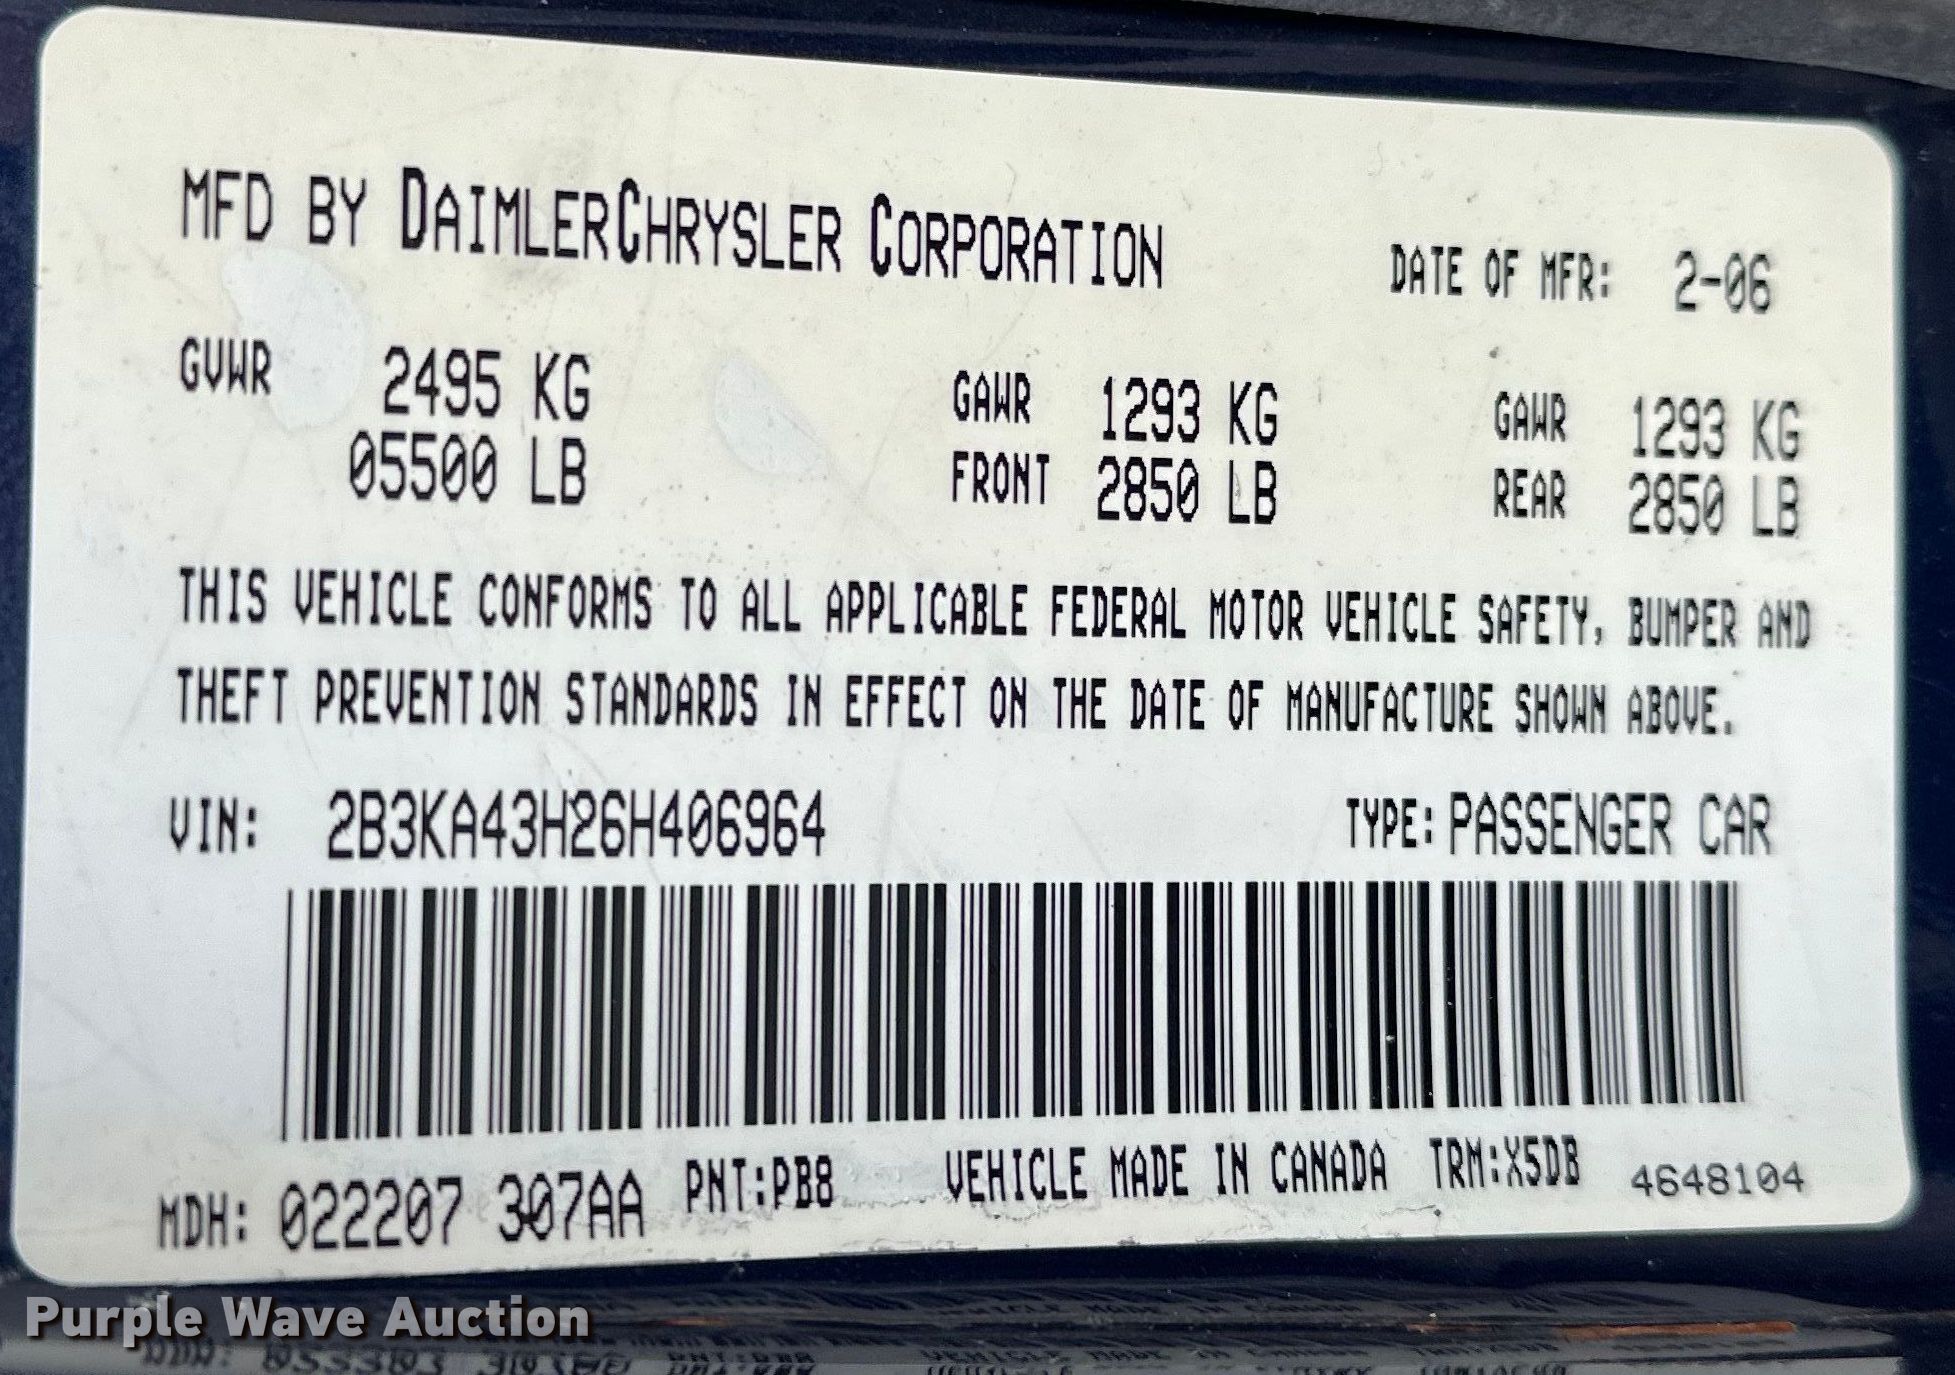 MFD BY DAIMLERCHRYSLER CORPORATION DATE OF MFR: 2-06
GVWR 2495 KG GAWR 1293 KG GAWR 1293 KG
05500 LB FRONT 2850 LB REAR 2850 LB
THIS VEHICLE CONFORMS TO ALL APPLICABLE FEDERAL MOTOR VEHICLE SAFETY, BUMPER AND
THEFT PREVENTION STANDARDS IN EFFECT ON THE DATE OF MANUFACTURE SHOWN ABOVE.
VIN: 2B3KA43H26H406964 TYPE: PASSENGER CAR
MDH: 022207 307AA PNT:PB8 VEHICLE MADE IN CANADA TRM:X5DB 4648104
Purple Wave Auction